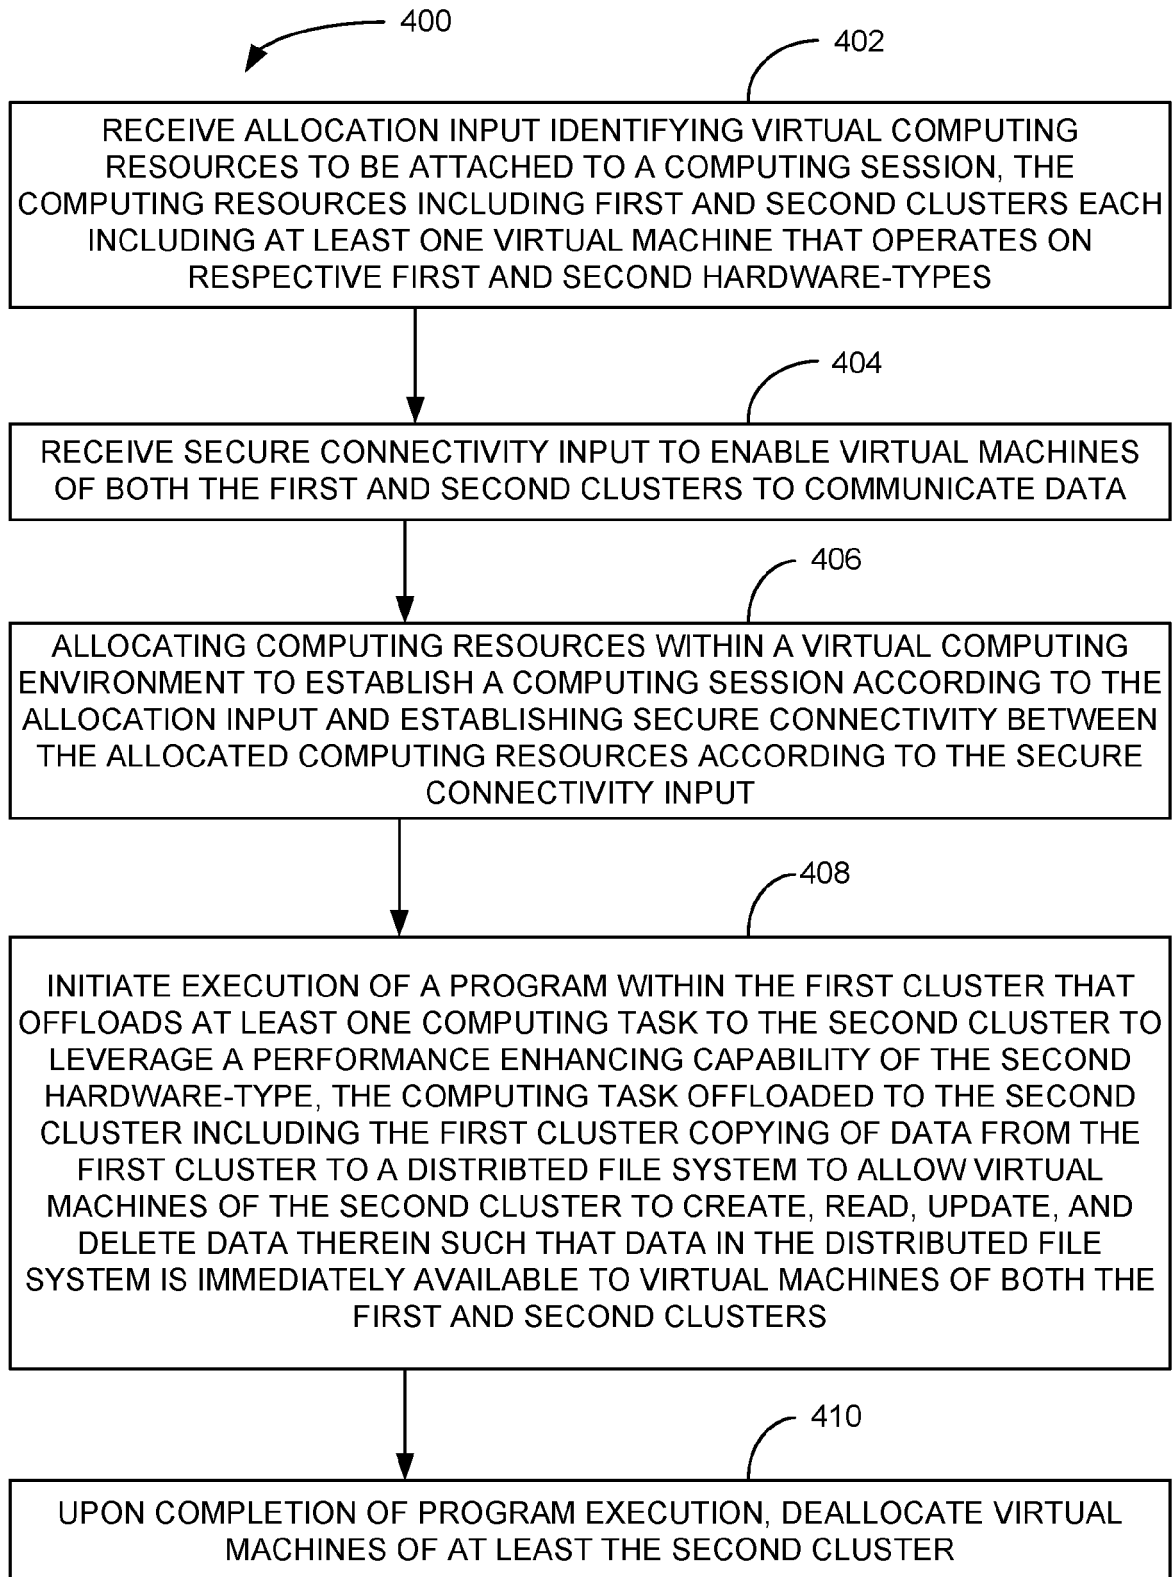 400
402
RECEIVE ALLOCATION INPUT IDENTIFYING VIRTUAL COMPUTING
RESOURCES TO BE ATTACHED TO A COMPUTING SESSION, THE
COMPUTING RESOURCES INCLUDING FIRST AND SECOND CLUSTERS EACH
INCLUDING AT LEAST ONE VIRTUAL MACHINE THAT OPERATES ON
RESPECTIVE FIRST AND SECOND HARDWARE-TYPES
404
RECEIVE SECURE CONNECTIVITY INPUT TO ENABLE VIRTUAL MACHINES
OF BOTH THE FIRST AND SECOND CLUSTERS TO COMMUNICATE DATA
406
ALLOCATING COMPUTING RESOURCES WITHIN A VIRTUAL COMPUTING
ENVIRONMENT TO ESTABLISH A COMPUTING SESSION ACCORDING TO THE
ALLOCATION INPUT AND ESTABLISHING SECURE CONNECTIVITY BETWEEN
THE ALLOCATED COMPUTING RESOURCES ACCORDING TO THE SECURE
CONNECTIVITY INPUT
408
INITIATE EXECUTION OF A PROGRAM WITHIN THE FIRST CLUSTER THAT
OFFLOADS AT LEAST ONE COMPUTING TASK TO THE SECOND CLUSTER TO
LEVERAGE A PERFORMANCE ENHANCING CAPABILITY OF THE SECOND
HARDWARE-TYPE, THE COMPUTING TASK OFFLOADED TO THE SECOND
CLUSTER INCLUDING THE FIRST CLUSTER COPYING OF DATA FROM THE
FIRST CLUSTER TO A DISTRIBTED FILE SYSTEM TO ALLOW VIRTUAL
MACHINES OF THE SECOND CLUSTER TO CREATE, READ, UPDATE, AND
DELETE DATA THEREIN SUCH THAT DATA IN THE DISTRIBUTED FILE
SYSTEM IS IMMEDIATELY AVAILABLE TO VIRTUAL MACHINES OF BOTH THE
FIRST AND SECOND CLUSTERS
410
UPON COMPLETION OF PROGRAM EXECUTION, DEALLOCATE VIRTUAL
MACHINES OF AT LEAST THE SECOND CLUSTER